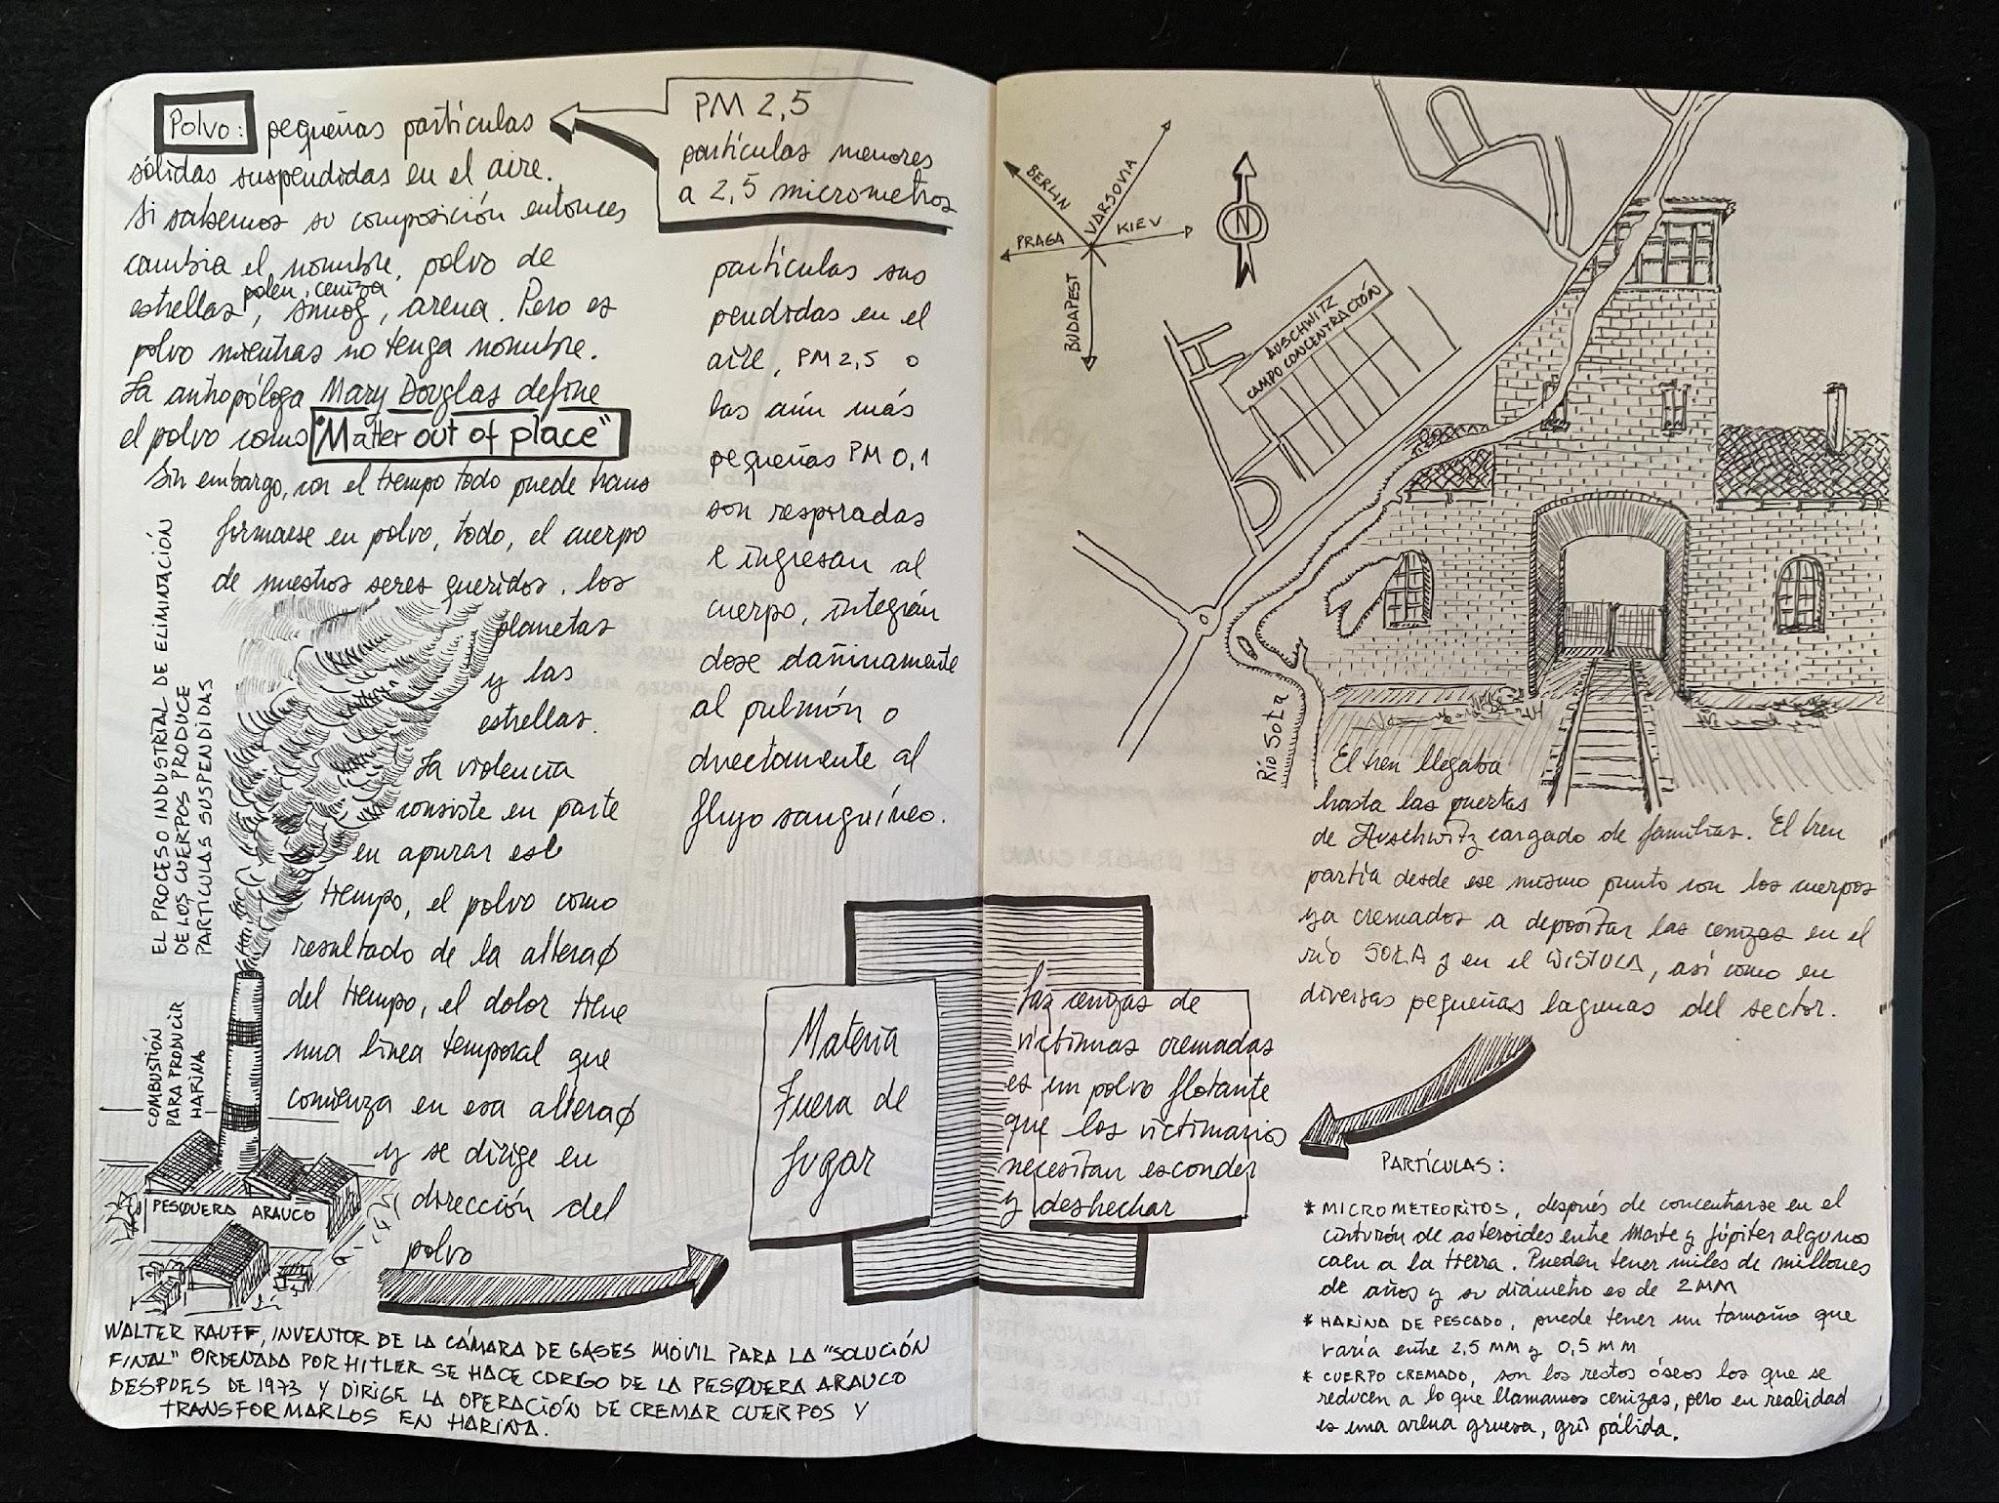 Polvo: pequeñas partículas
sólidas suspendidas en el aire.
Si sabemos su composición entonces
cambia el nombre, polvo de
polen, ceniza
estrellas, smog, arena. Pero es
polvo mientras no tenga nombre.
La antropóloga Mary Douglas define
el polvo como "Matter out of place"
Sin embargo, con el tiempo todo puede trans
formarse en polvo, todo, el cuerpo
de nuestros seres queridos, los
planetas
y las
estrellas.
La violencia
consiste en parte
en apurar este
tiempo, el polvo como
resultado de la alteraø
del tiempo, el dolor tiene
una línea temporal que
comienza en esa alteraø
y se dirige en
dirección del
polvo
PM 2,5
partículas menores
a 2,5 micrometros
partículas sus
pendidas en el
aire, PM 2,5 o
las aún más
pequeñas PM 0,1
son respiradas
e ingresan al
cuerpo, integrán
dose dañinamente
al pulmón o
directamente al
flujo sanguíneo.
EL PROCESO INDUSTRIAL DE ELIMINACIÓN
DE LOS CUERPOS PRODUCE
PARTICULAS SUSPENDIDAS
COMBUSTIÓN
PARA PRODUCIR
HARINA
PESQUERA ARAUCO
WALTER RAUFF, INVENTOR DE LA CÁMARA DE GASES MOVIL PARA LA "SOLUCIÓN
FINAL" ORDENADA POR HITLER SE HACE CARGO DE LA PESQUERA ARAUCO
DESPUES DE 1973 Y DIRIGE LA OPERACIÓN DE CREMAR CUERPOS Y
TRANSFORMARLOS EN HARINA.
Materia
Fuera de
Lugar
Las cenizas de
victimas cremadas
es un polvo flotante
que los victimarios
necesitan esconder
y deshechar
BERLIN
VARSOVIA
PRAGA
KIEV
BUDAPEST
N
AUSCHWITZ
CAMPO CONCENTRACIÓN
Río Sola
El tren llegaba
hasta las puertas
de Auschwitz cargado de familias. El tren
partía desde ese mismo punto con los cuerpos
ya cremados a depositar las cenizas en el
río SOLA y en el WISTULA, así como en
diversas pequeñas lagunas del sector.
PARTÍCULAS:
* MICROMETEORITOS, después de concentrarse en el
cinturón de asteroides entre Marte y Júpiter algunos
caen a la tierra. Pueden tener miles de millones
de años y su diámetro es de 2MM
* HARINA DE PESCADO, puede tener un tamaño que
varía entre 2,5 MM y 0,5 MM
* CUERPO CREMADO, son los restos óseos los que se
reducen a lo que llamamos cenizas, pero en realidad
es una arena gruesa, gris pálida.